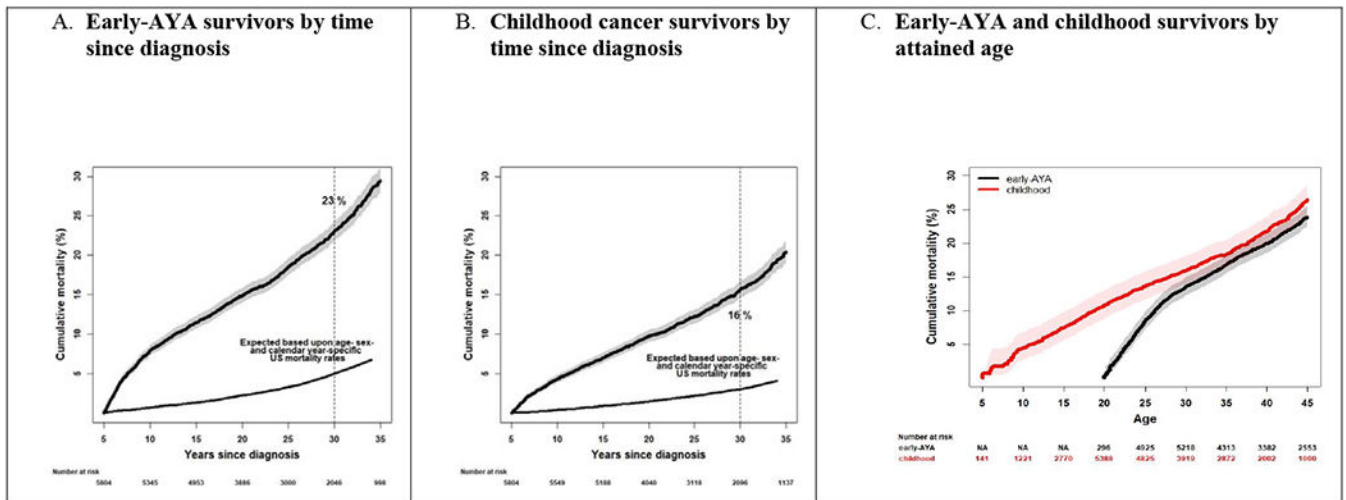 A. Early-AYA survivors by time
since diagnosis
30
25
20
15
10
5
Cumulative mortality (%)
23 %
Expected based upon age- sex-
and calendar year-specific
US mortality rates
5 10 15 20 25 30 35
Years since diagnosis
Number at risk
5804 5345 4953 3886 3000 2046 998
B. Childhood cancer survivors by
time since diagnosis
30
25
20
15
10
5
Cumulative mortality (%)
16 %
Expected based upon age- sex-
and calendar year-specific
US mortality rates
5 10 15 20 25 30 35
Years since diagnosis
Number at risk
5804 5549 5188 4040 3118 2096 1137
C. Early-AYA and childhood survivors by
attained age
30
25
20
15
10
5
Cumulative mortality (%)
early-AYA
childhood
5 10 15 20 25 30 35 40 45
Age
Number at risk
early-AYA NA NA NA 296 4925 5218 4313 3382 2553
childhood 141 1221 2770 5388 4825 3919 2872 2002